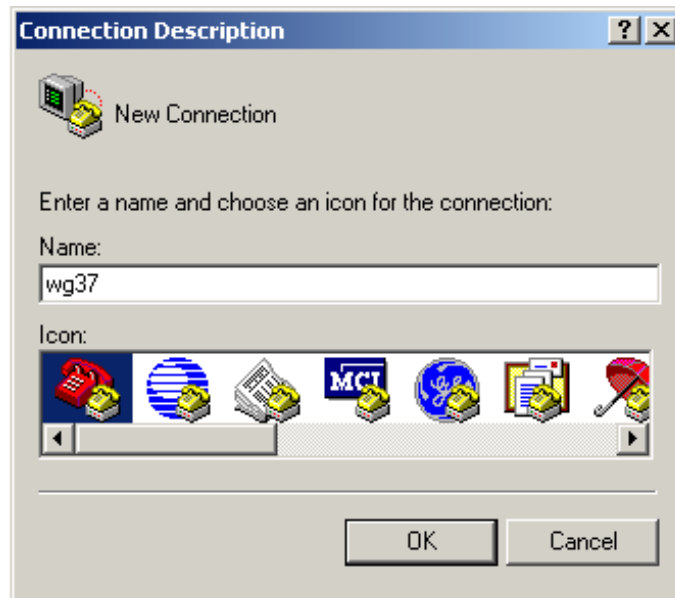 Connection Description
New Connection
Enter a name and choose an icon for the connection:
Name:
wg37
Icon:
MCI
OK
Cancel